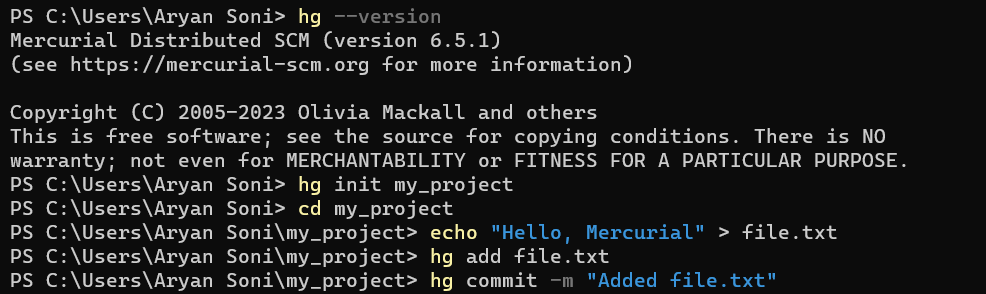 PS C:\Users\Aryan Soni> hg --version
Mercurial Distributed SCM (version 6.5.1)
(see https://mercurial-scm.org for more information)
Copyright (C) 2005-2023 Olivia Mackall and others
This is free software; see the source for copying conditions. There is NO
warranty; not even for MERCHANTABILITY or FITNESS FOR A PARTICULAR PURPOSE.
PS C:\Users\Aryan Soni> hg init my_project
PS C:\Users\Aryan Soni> cd my_project
PS C:\Users\Aryan Soni\my_project> echo "Hello, Mercurial" > file.txt
PS C:\Users\Aryan Soni\my_project> hg add file.txt
PS C:\Users\Aryan Soni\my_project> hg commit -m "Added file.txt"